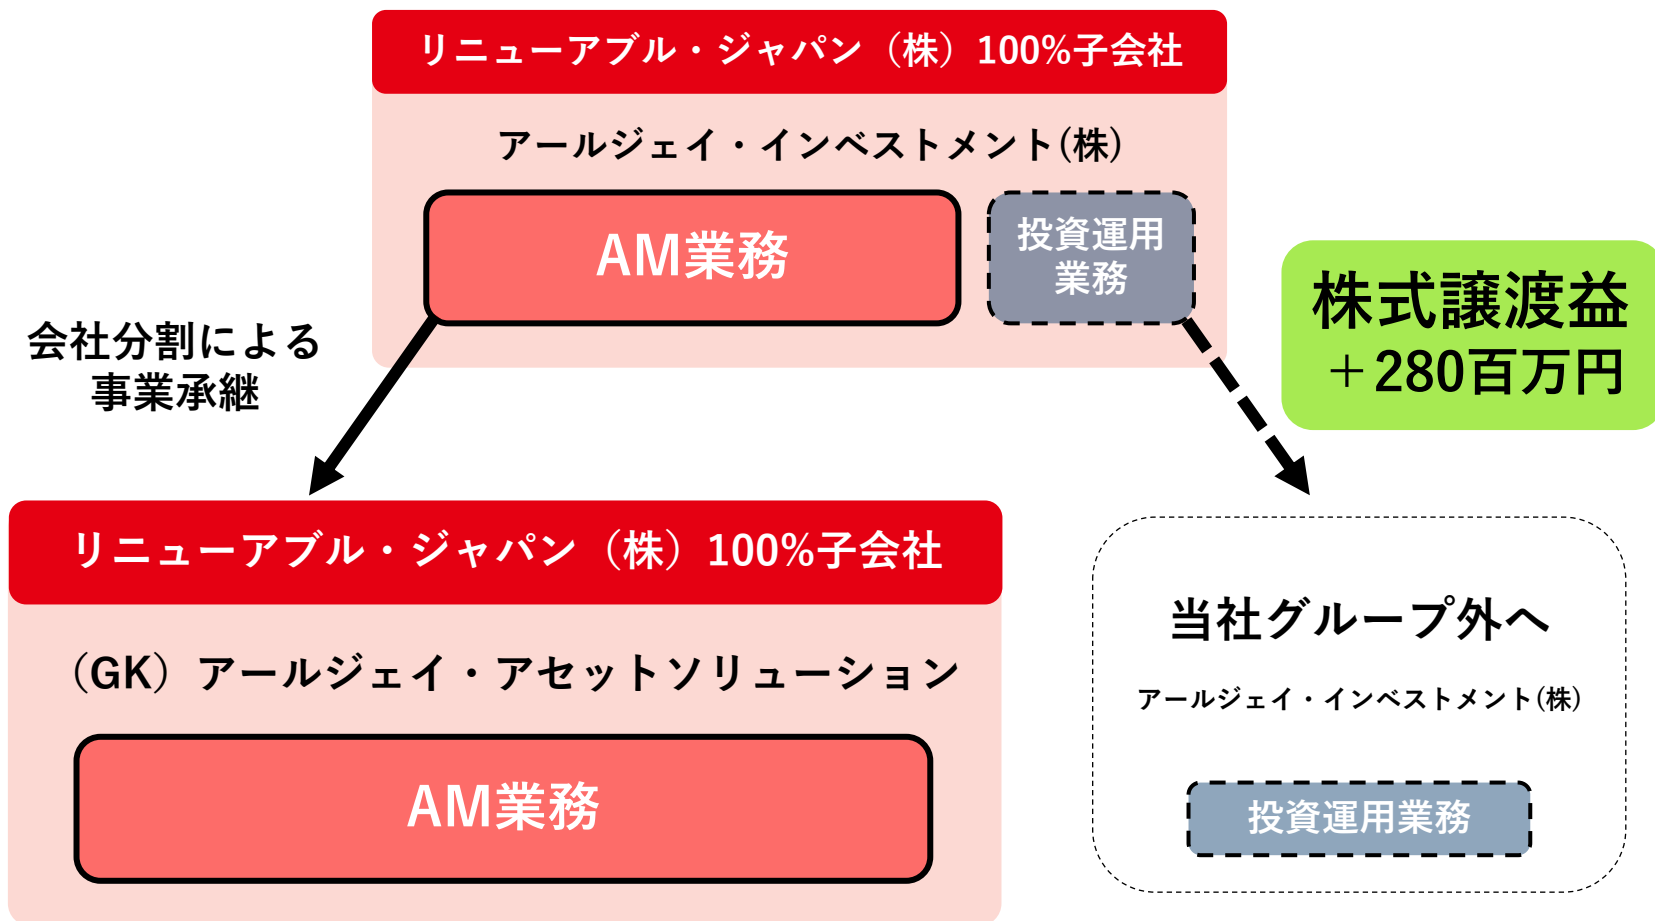 リニューアブル・ジャパン（株）100%子会社
アールジェイ・インベストメント(株)
AM業務
投資運用
業務
株式譲渡益
＋280百万円
会社分割による
事業承継
リニューアブル・ジャパン（株）100%子会社
（GK）アールジェイ・アセットソリューション
AM業務
当社グループ外へ
アールジェイ・インベストメント(株)
投資運用業務